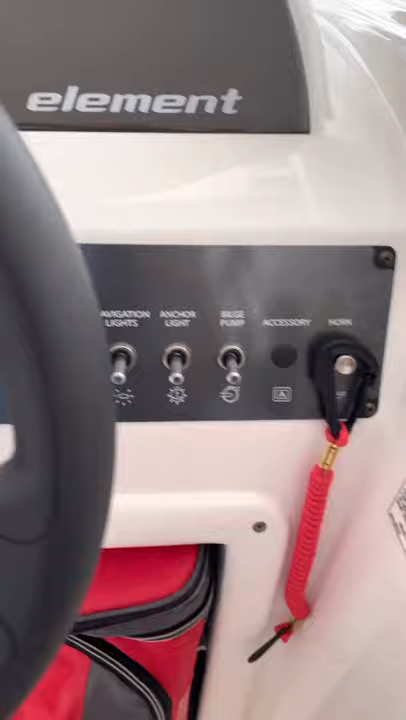 element
AVIGATION LIGHTS
ANCHOR LIGHT
BILGE PUMP
ACCESSORY
HORN
A